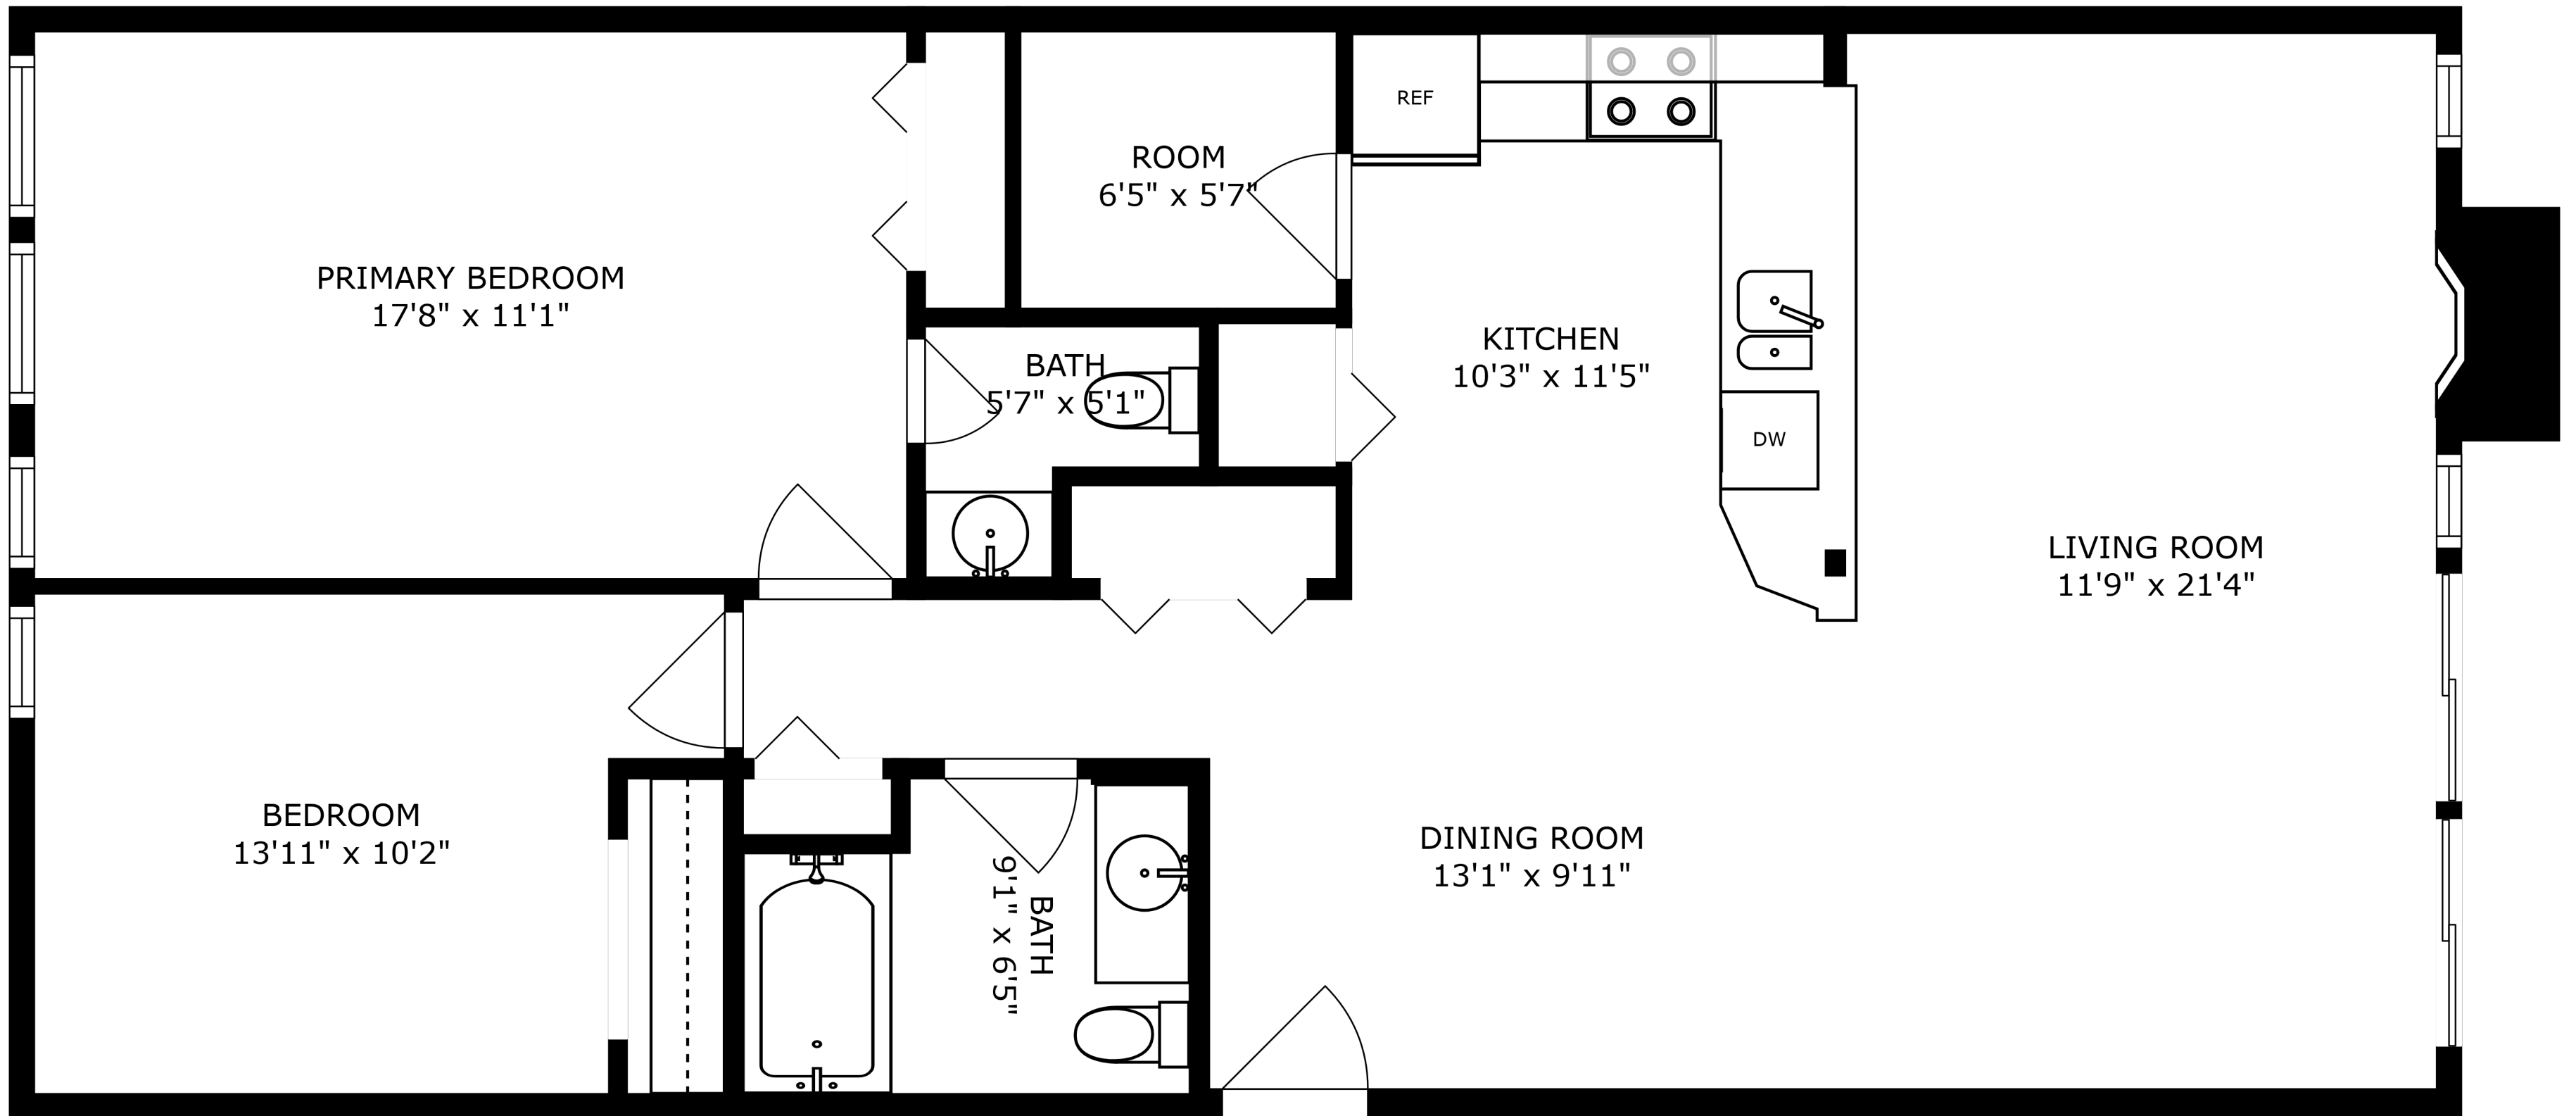 PRIMARY BEDROOM
17'8" x 11'1"
ROOM
6'5" x 5'7"
REF
BATH
5'7" x 5'1"
KITCHEN
10'3" x 11'5"
DW
LIVING ROOM
11'9" x 21'4"
BEDROOM
13'11" x 10'2"
BATH
9'1" x 6'5"
DINING ROOM
13'1" x 9'11"